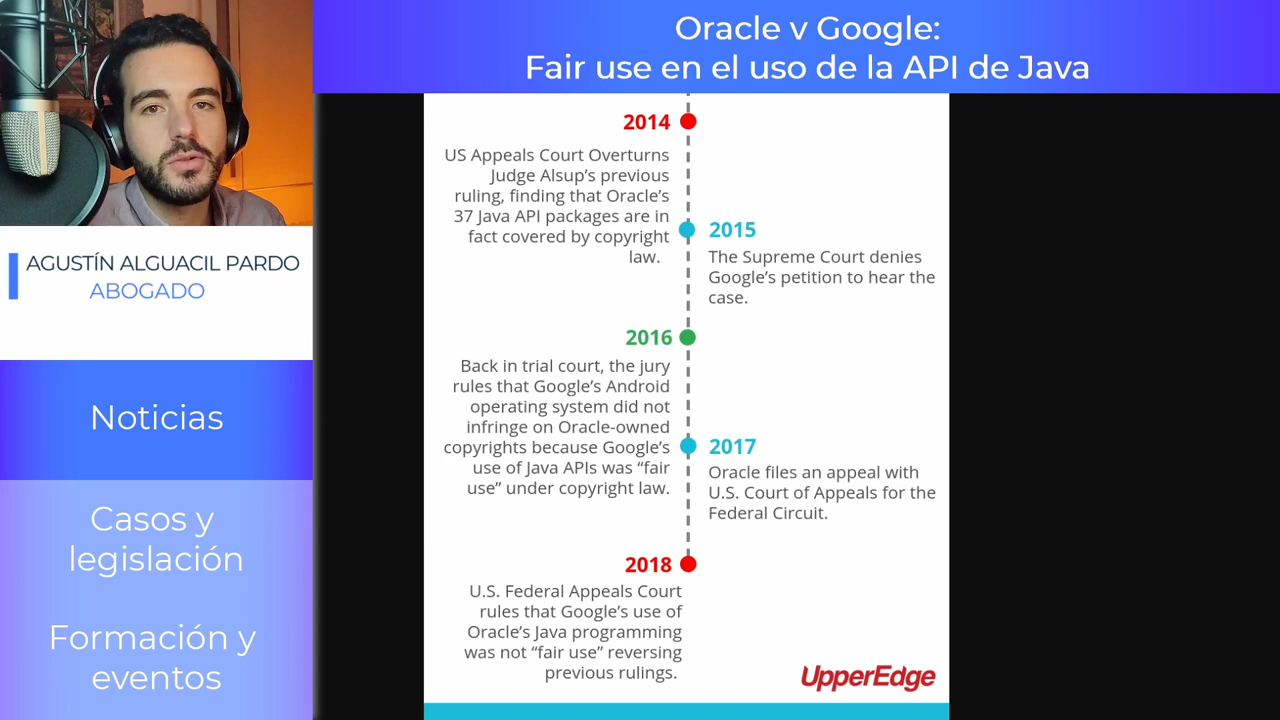 Oracle v Google:
Fair use en el uso de la API de Java
AGUSTÍN ALGUACIL PARDO
ABOGADO
Noticias
Casos y
legislación
Formación y
eventos
2014
US Appeals Court Overturns
Judge Alsup's previous
ruling, finding that Oracle's
37 Java API packages are in
fact covered by copyright
law.
2015
The Supreme Court denies
Google's petition to hear the
case.
2016
Back in trial court, the jury
rules that Google's Android
operating system did not
infringe on Oracle-owned
copyrights because Google's
use of Java APIs was “fair
use” under copyright law.
2017
Oracle files an appeal with
U.S. Court of Appeals for the
Federal Circuit.
2018
U.S. Federal Appeals Court
rules that Google's use of
Oracle's Java programming
was not “fair use” reversing
previous rulings.
UpperEdge